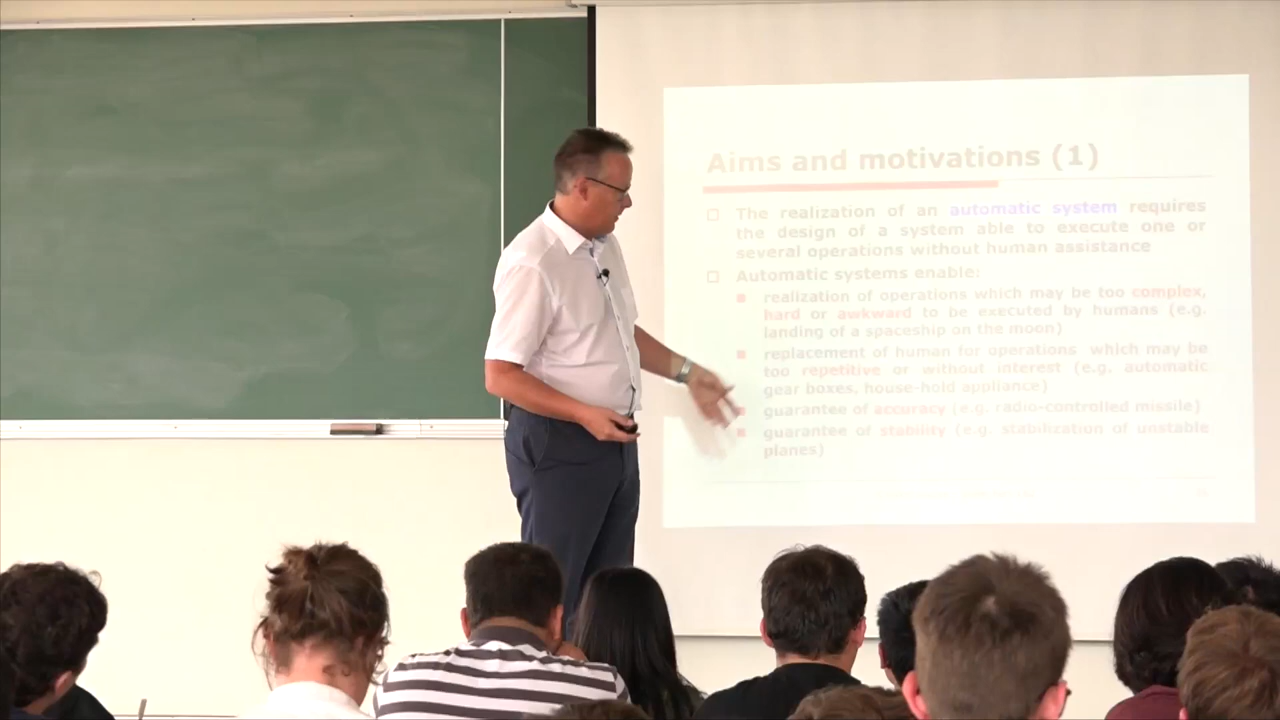 Aims and motivations (1)
The realization of an automatic system requires
the design of a system able to execute one or
several operations without human assistance
Automatic systems enable:
realization of operations which may be too complex,
hard or awkward to be executed by humans (e.g.
landing of a spaceship on the moon)
replacement of human for operations which may be
too repetitive or without interest (e.g. automatic
gear boxes, house-hold appliance)
guarantee of accuracy (e.g. radio-controlled missile)
guarantee of stability (e.g. stabilization of unstable
planes)